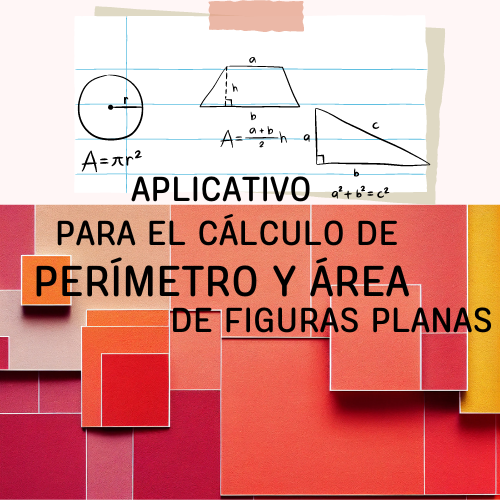 a
r
h
b
a
c
b
A = πr²
A = a+b/2 h
a² + b² = c²
APLICATIVO
PARA EL CÁLCULO DE
PERÍMETRO Y ÁREA
DE FIGURAS PLANAS